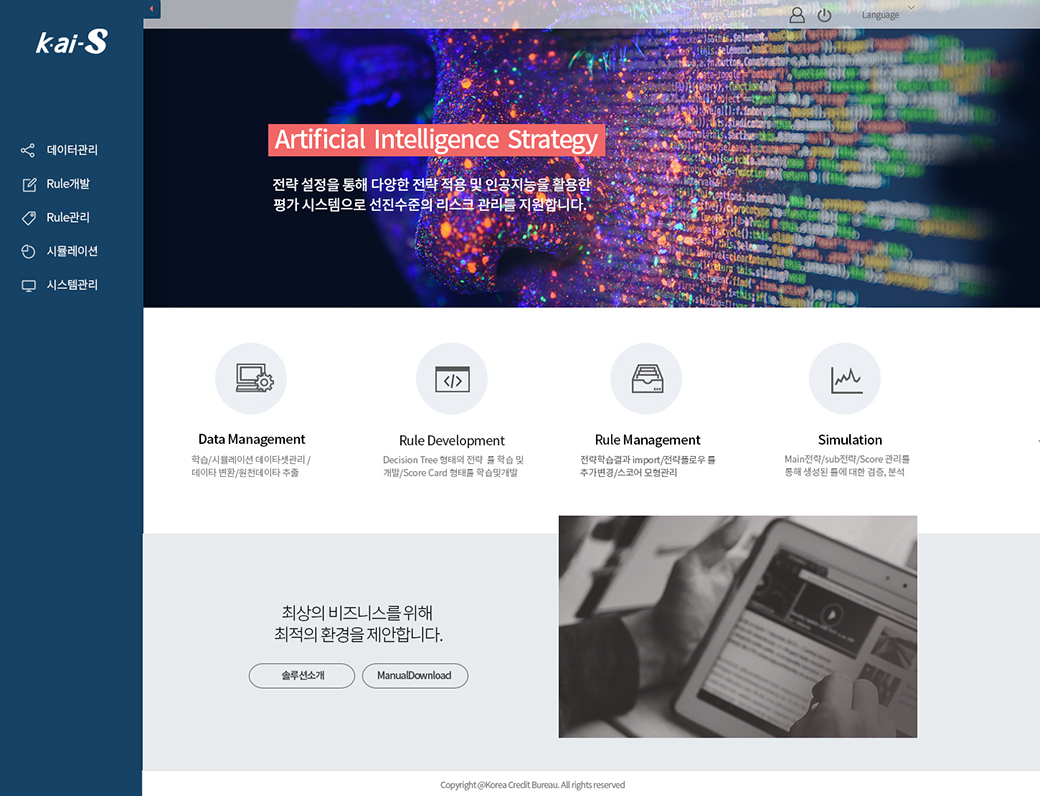 k·ai-S
Language
데이터관리
Rule개발
Rule관리
시뮬레이션
시스템관리
Artificial Intelligence Strategy
전략 설정을 통해 다양한 전략 적용 및 인공지능을 활용한
평가 시스템으로 선진수준의 리스크 관리를 지원합니다.
Data Management
학습/시뮬레이션 데이타셋관리 /
데이타 변환/원천데이타 추출
Rule Development
Decision Tree 형태의 전략 룰 학습 및
개발/Score Card 형태를 학습및개발
Rule Management
전략학습결과 import/전략플로우 룰
추가변경/스코어 모형관리
Simulation
Main전략/sub전략/Score 관리를
통해 생성된 룰에 대한 검증, 분석
최상의 비즈니스를 위해
최적의 환경을 제안합니다.
솔루션소개
ManualDownload
Copyright @Korea Credit Bureau. All rights reserved